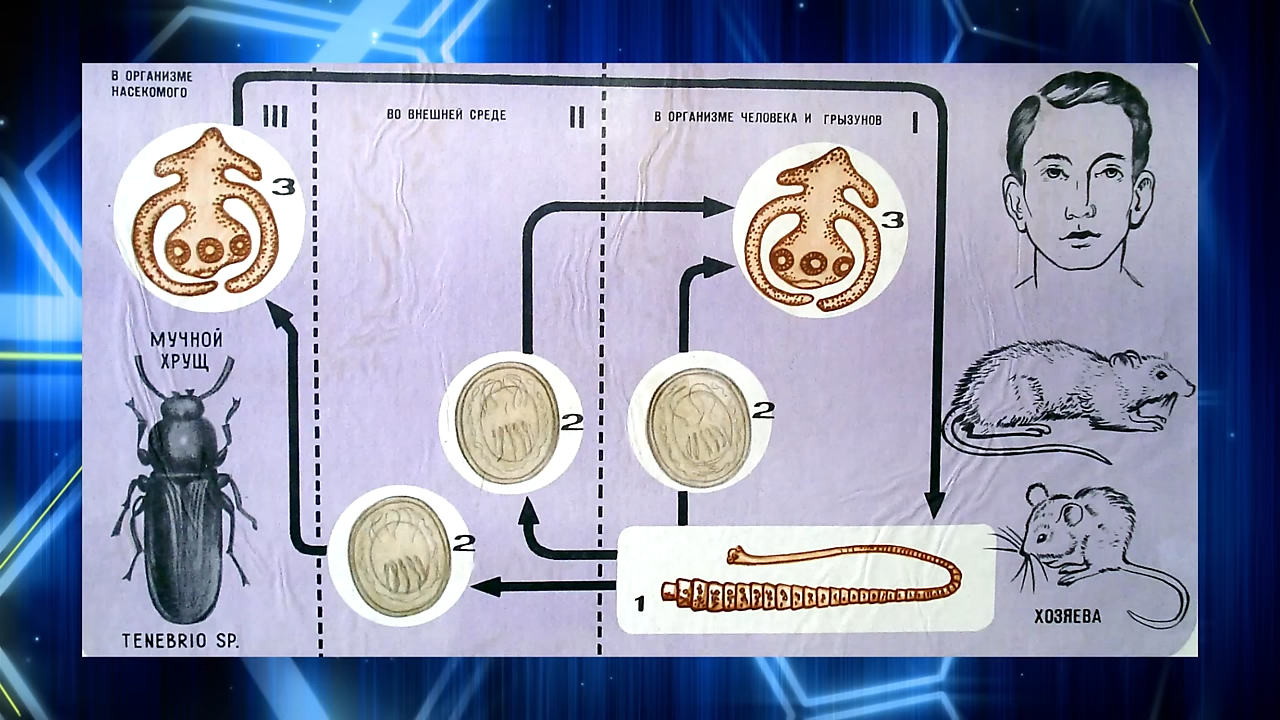 В ОРГАНИЗМЕ
НАСЕКОМОГО
III
ВО ВНЕШНЕЙ СРЕДЕ
II
В ОРГАНИЗМЕ ЧЕЛОВЕКА И ГРЫЗУНОВ
I
3
3
МУЧНОЙ
ХРУЩ
2
2
2
1
ХОЗЯЕВА
TENEBRIO SP.